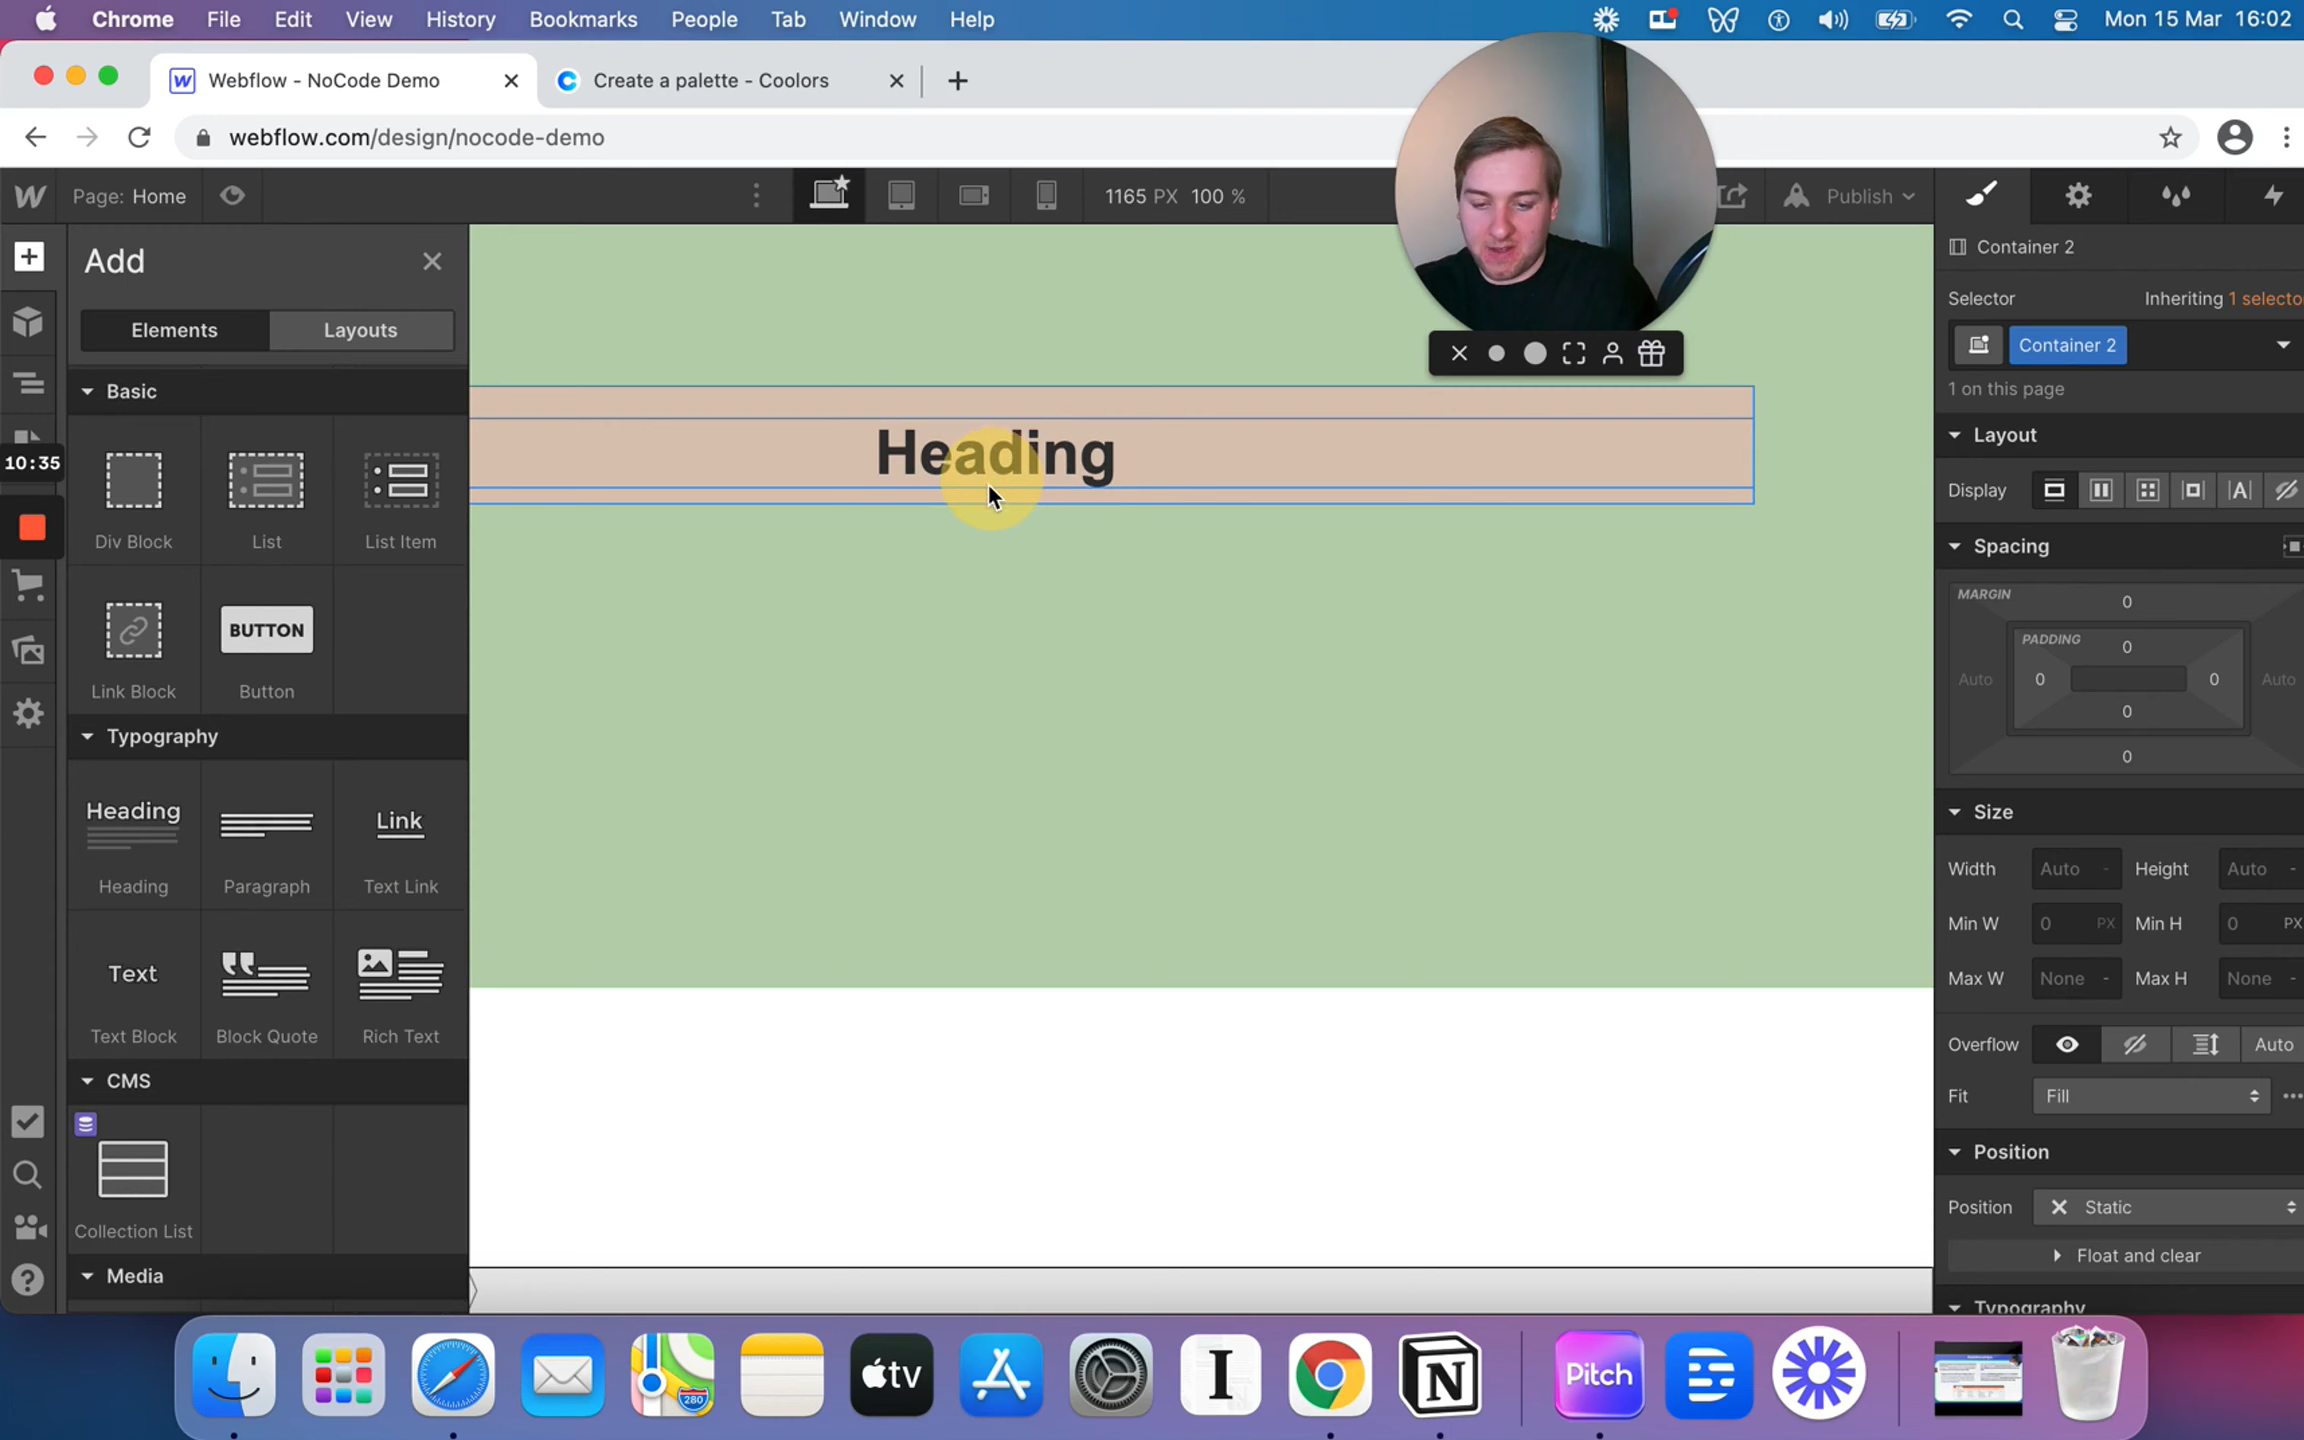 Chrome File Edit View History Bookmarks People Tab Window Help Mon 15 Mar 16:02
Webflow - NoCode Demo Create a palette - Coolors
webflow.com/design/nocode-demo
Page: Home 1165 PX 100 % Publish
Add
Elements Layouts
Basic
Div Block List List Item
BUTTON
Link Block Button
Typography
Heading Link
Heading Paragraph Text Link
Text
Text Block Block Quote Rich Text
CMS
Collection List
Media
10:35
Heading
Container 2
Selector Inheriting 1 selecto
Container 2
1 on this page
Layout
Display
Spacing
MARGIN
0
PADDING
0
Auto 0 0 Auto
0
0
Size
Width Auto - Height Auto -
Min W 0 PX Min H 0 PX
Max W None - Max H None -
Overflow Auto
Fit Fill
Position
Position Static
Float and clear
Typography
280
tv
Pitch